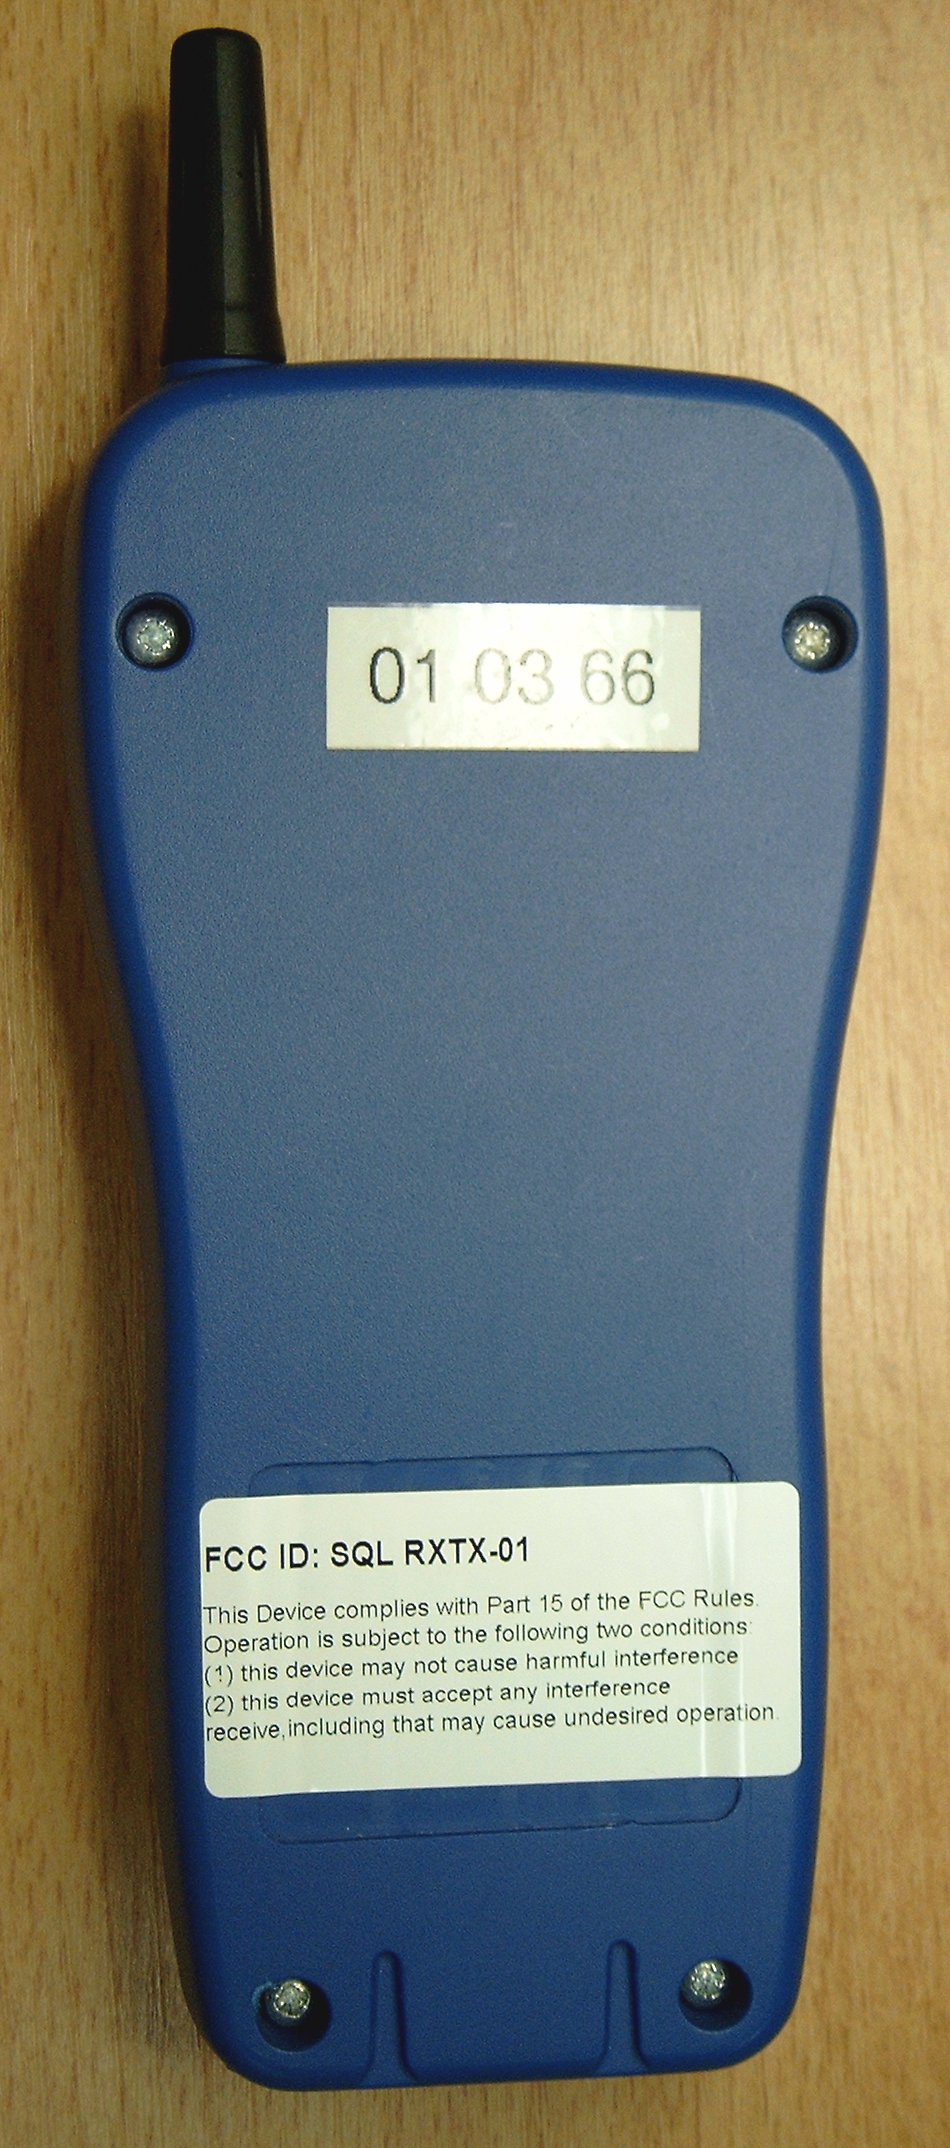 01 03 66
FCC ID: SQL RXTX-01
This Device complies with Part 15 of the FCC Rules.
Operation is subject to the following two conditions:
(1) this device may not cause harmful interference
(2) this device must accept any interference
receive,including that may cause undesired operation.